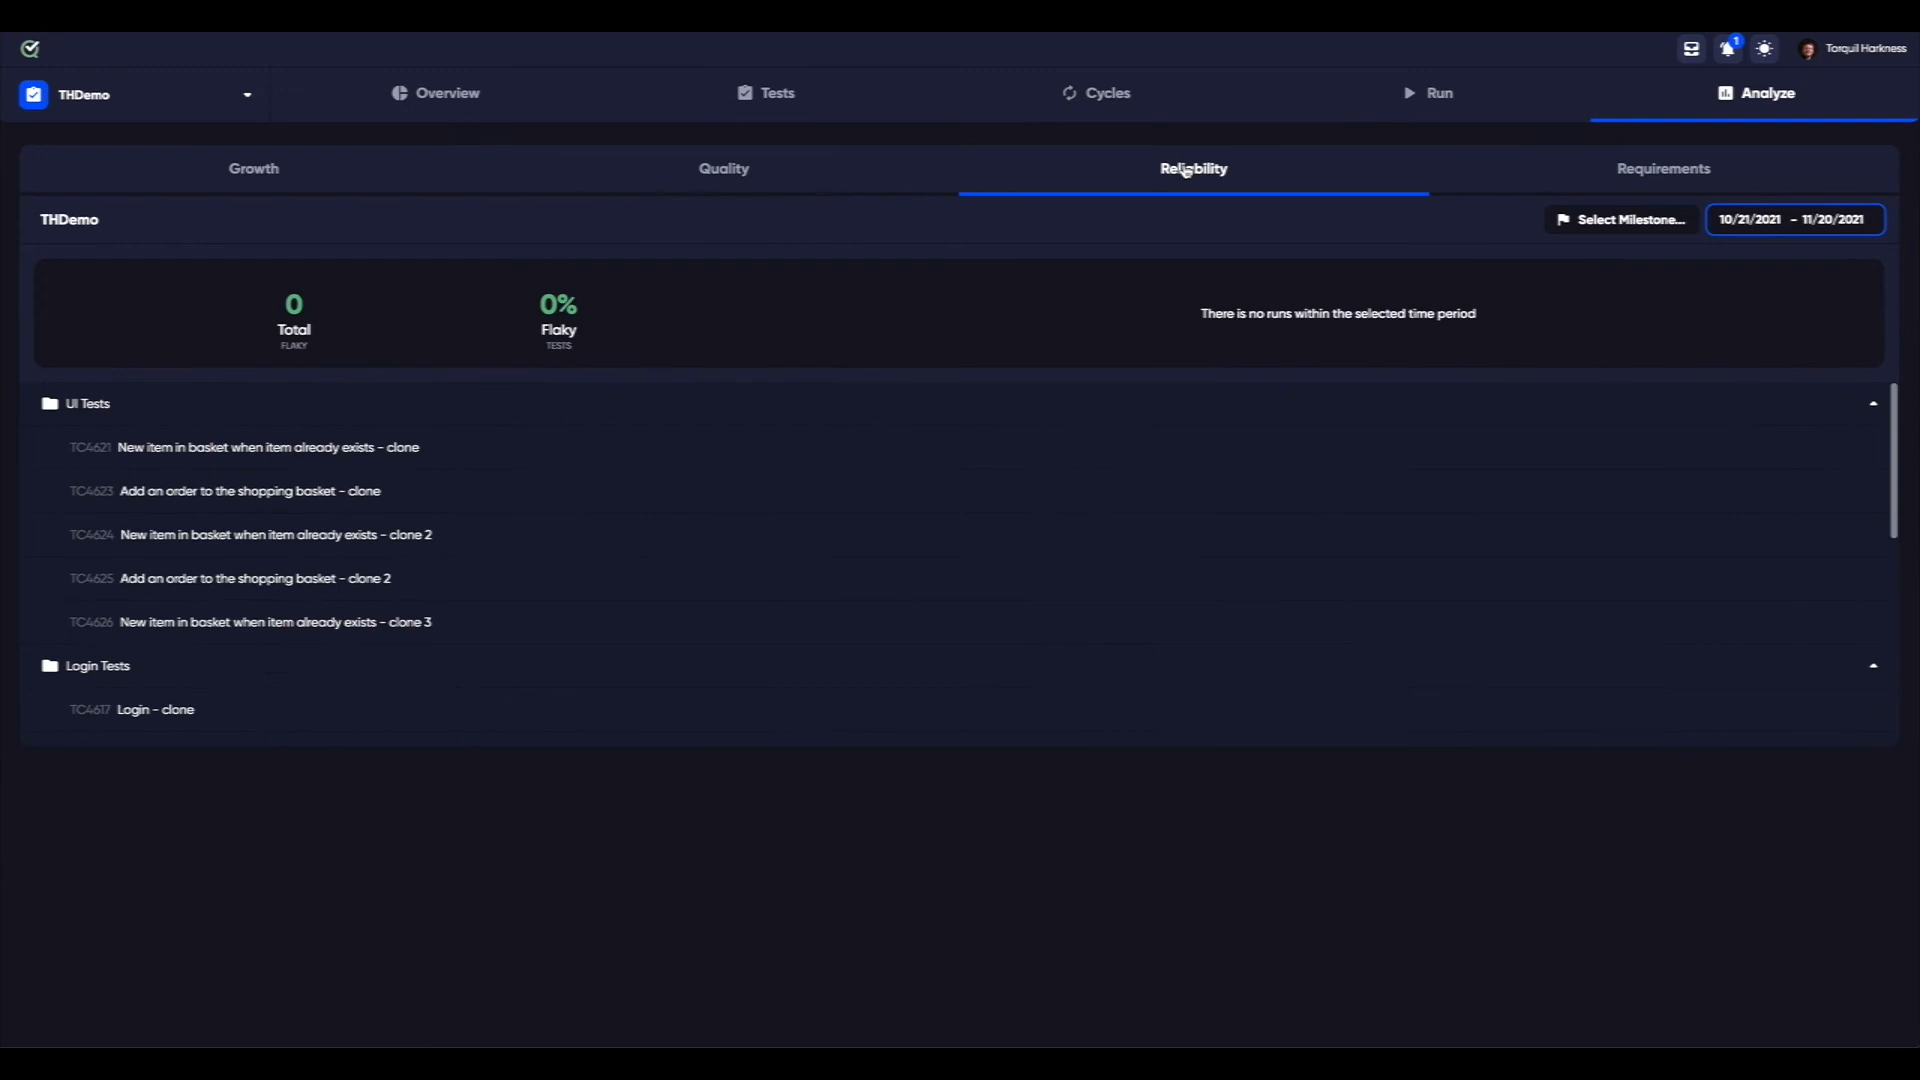 1
Torquil Harkness
THDemo
Overview
Tests
Cycles
Run
Analyze
Growth
Quality
Reliability
Requirements
THDemo
Select Milestone...
10/21/2021 - 11/20/2021
0
Total
FLAKY
0%
Flaky
TESTS
There is no runs within the selected time period
UI Tests
TC4621 New item in basket when item already exists - clone
TC4623 Add an order to the shopping basket - clone
TC4624 New item in basket when item already exists - clone 2
TC4625 Add an order to the shopping basket - clone 2
TC4626 New item in basket when item already exists - clone 3
Login Tests
TC4617 Login - clone